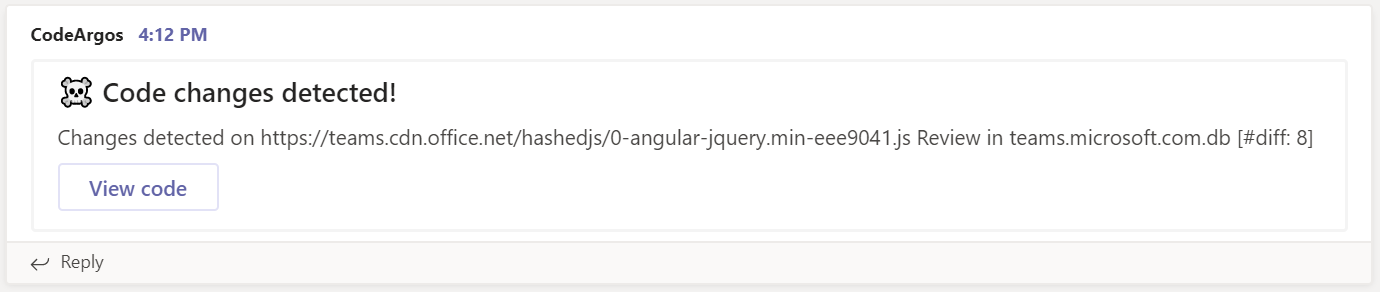 CodeArgos 4:12 PM
☠ Code changes detected!
Changes detected on https://teams.cdn.office.net/hashedjs/0-angular-jquery.min-eee9041.js Review in teams.microsoft.com.db [#diff: 8]
View code
Reply